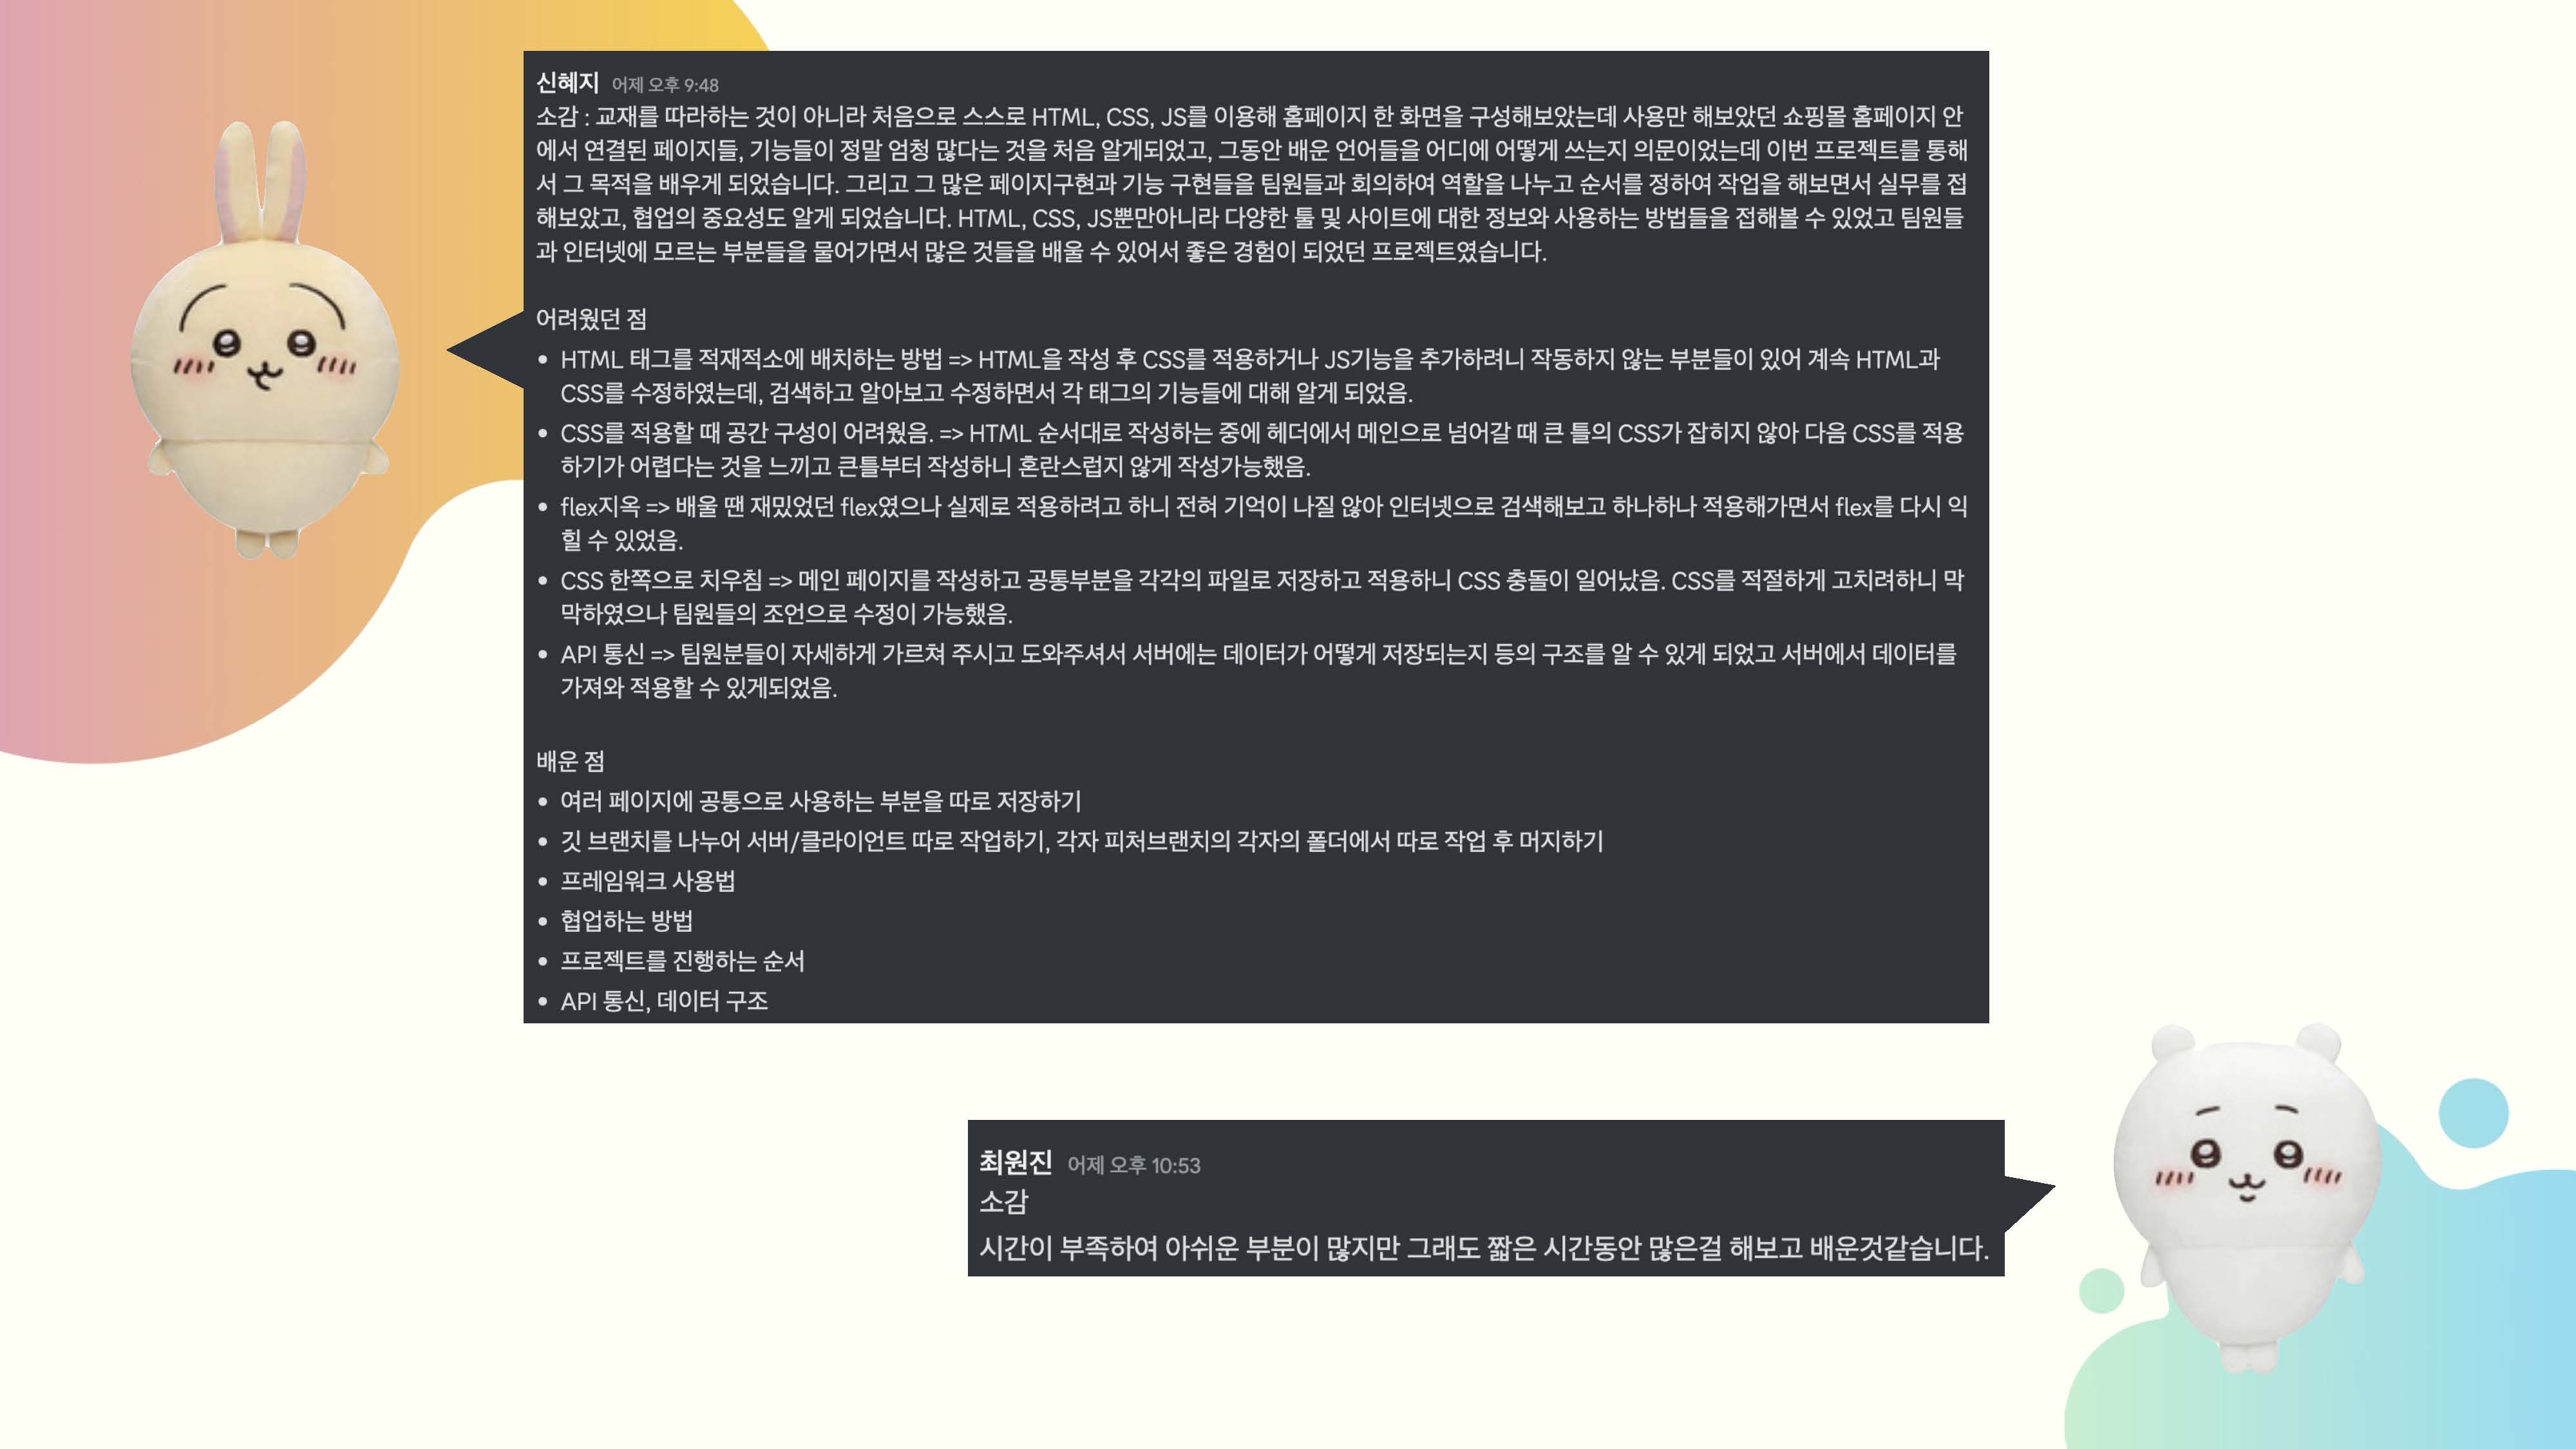 신혜지 어제 오후 9:48
소감 : 교재를 따라하는 것이 아니라 처음으로 스스로 HTML, CSS, JS를 이용해 홈페이지 한 화면을 구성해보았는데 사용만 해보았던 쇼핑몰 홈페이지 안
에서 연결된 페이지들, 기능들이 정말 엄청 많다는 것을 처음 알게되었고, 그동안 배운 언어들을 어디에 어떻게 쓰는지 의문이었는데 이번 프로젝트를 통해
서 그 목적을 배우게 되었습니다. 그리고 그 많은 페이지구현과 기능 구현들을 팀원들과 회의하여 역할을 나누고 순서를 정하여 작업을 해보면서 실무를 접
해보았고, 협업의 중요성도 알게 되었습니다. HTML, CSS, JS뿐만아니라 다양한 툴 및 사이트에 대한 정보와 사용하는 방법들을 접해볼 수 있었고 팀원들
과 인터넷에 모르는 부분들을 물어가면서 많은 것들을 배울 수 있어서 좋은 경험이 되었던 프로젝트였습니다.
어려웠던 점
• HTML 태그를 적재적소에 배치하는 방법 => HTML을 작성 후 CSS를 적용하거나 JS기능을 추가하려니 작동하지 않는 부분들이 있어 계속 HTML과
CSS를 수정하였는데, 검색하고 알아보고 수정하면서 각 태그의 기능들에 대해 알게 되었음.
• CSS를 적용할 때 공간 구성이 어려웠음. => HTML 순서대로 작성하는 중에 헤더에서 메인으로 넘어갈 때 큰 틀의 CSS가 잡히지 않아 다음 CSS를 적용
하기가 어렵다는 것을 느끼고 큰틀부터 작성하니 혼란스럽지 않게 작성가능했음.
• flex지옥 => 배울 땐 재밌었던 flex였으나 실제로 적용하려고 하니 전혀 기억이 나질 않아 인터넷으로 검색해보고 하나하나 적용해가면서 flex를 다시 익
힐 수 있었음.
• CSS 한쪽으로 치우침 => 메인 페이지를 작성하고 공통부분을 각각의 파일로 저장하고 적용하니 CSS 충돌이 일어났음. CSS를 적절하게 고치려하니 막
막하였으나 팀원들의 조언으로 수정이 가능했음.
• API 통신 => 팀원분들이 자세하게 가르쳐 주시고 도와주셔서 서버에는 데이터가 어떻게 저장되는지 등의 구조를 알 수 있게 되었고 서버에서 데이터를
가져와 적용할 수 있게되었음.
배운 점
• 여러 페이지에 공통으로 사용하는 부분을 따로 저장하기
• 깃 브랜치를 나누어 서버/클라이언트 따로 작업하기, 각자 피처브랜치의 각자의 폴더에서 따로 작업 후 머지하기
• 프레임워크 사용법
• 협업하는 방법
• 프로젝트를 진행하는 순서
• API 통신, 데이터 구조
최원진 어제 오후 10:53
소감
시간이 부족하여 아쉬운 부분이 많지만 그래도 짧은 시간동안 많은걸 해보고 배운것같습니다.